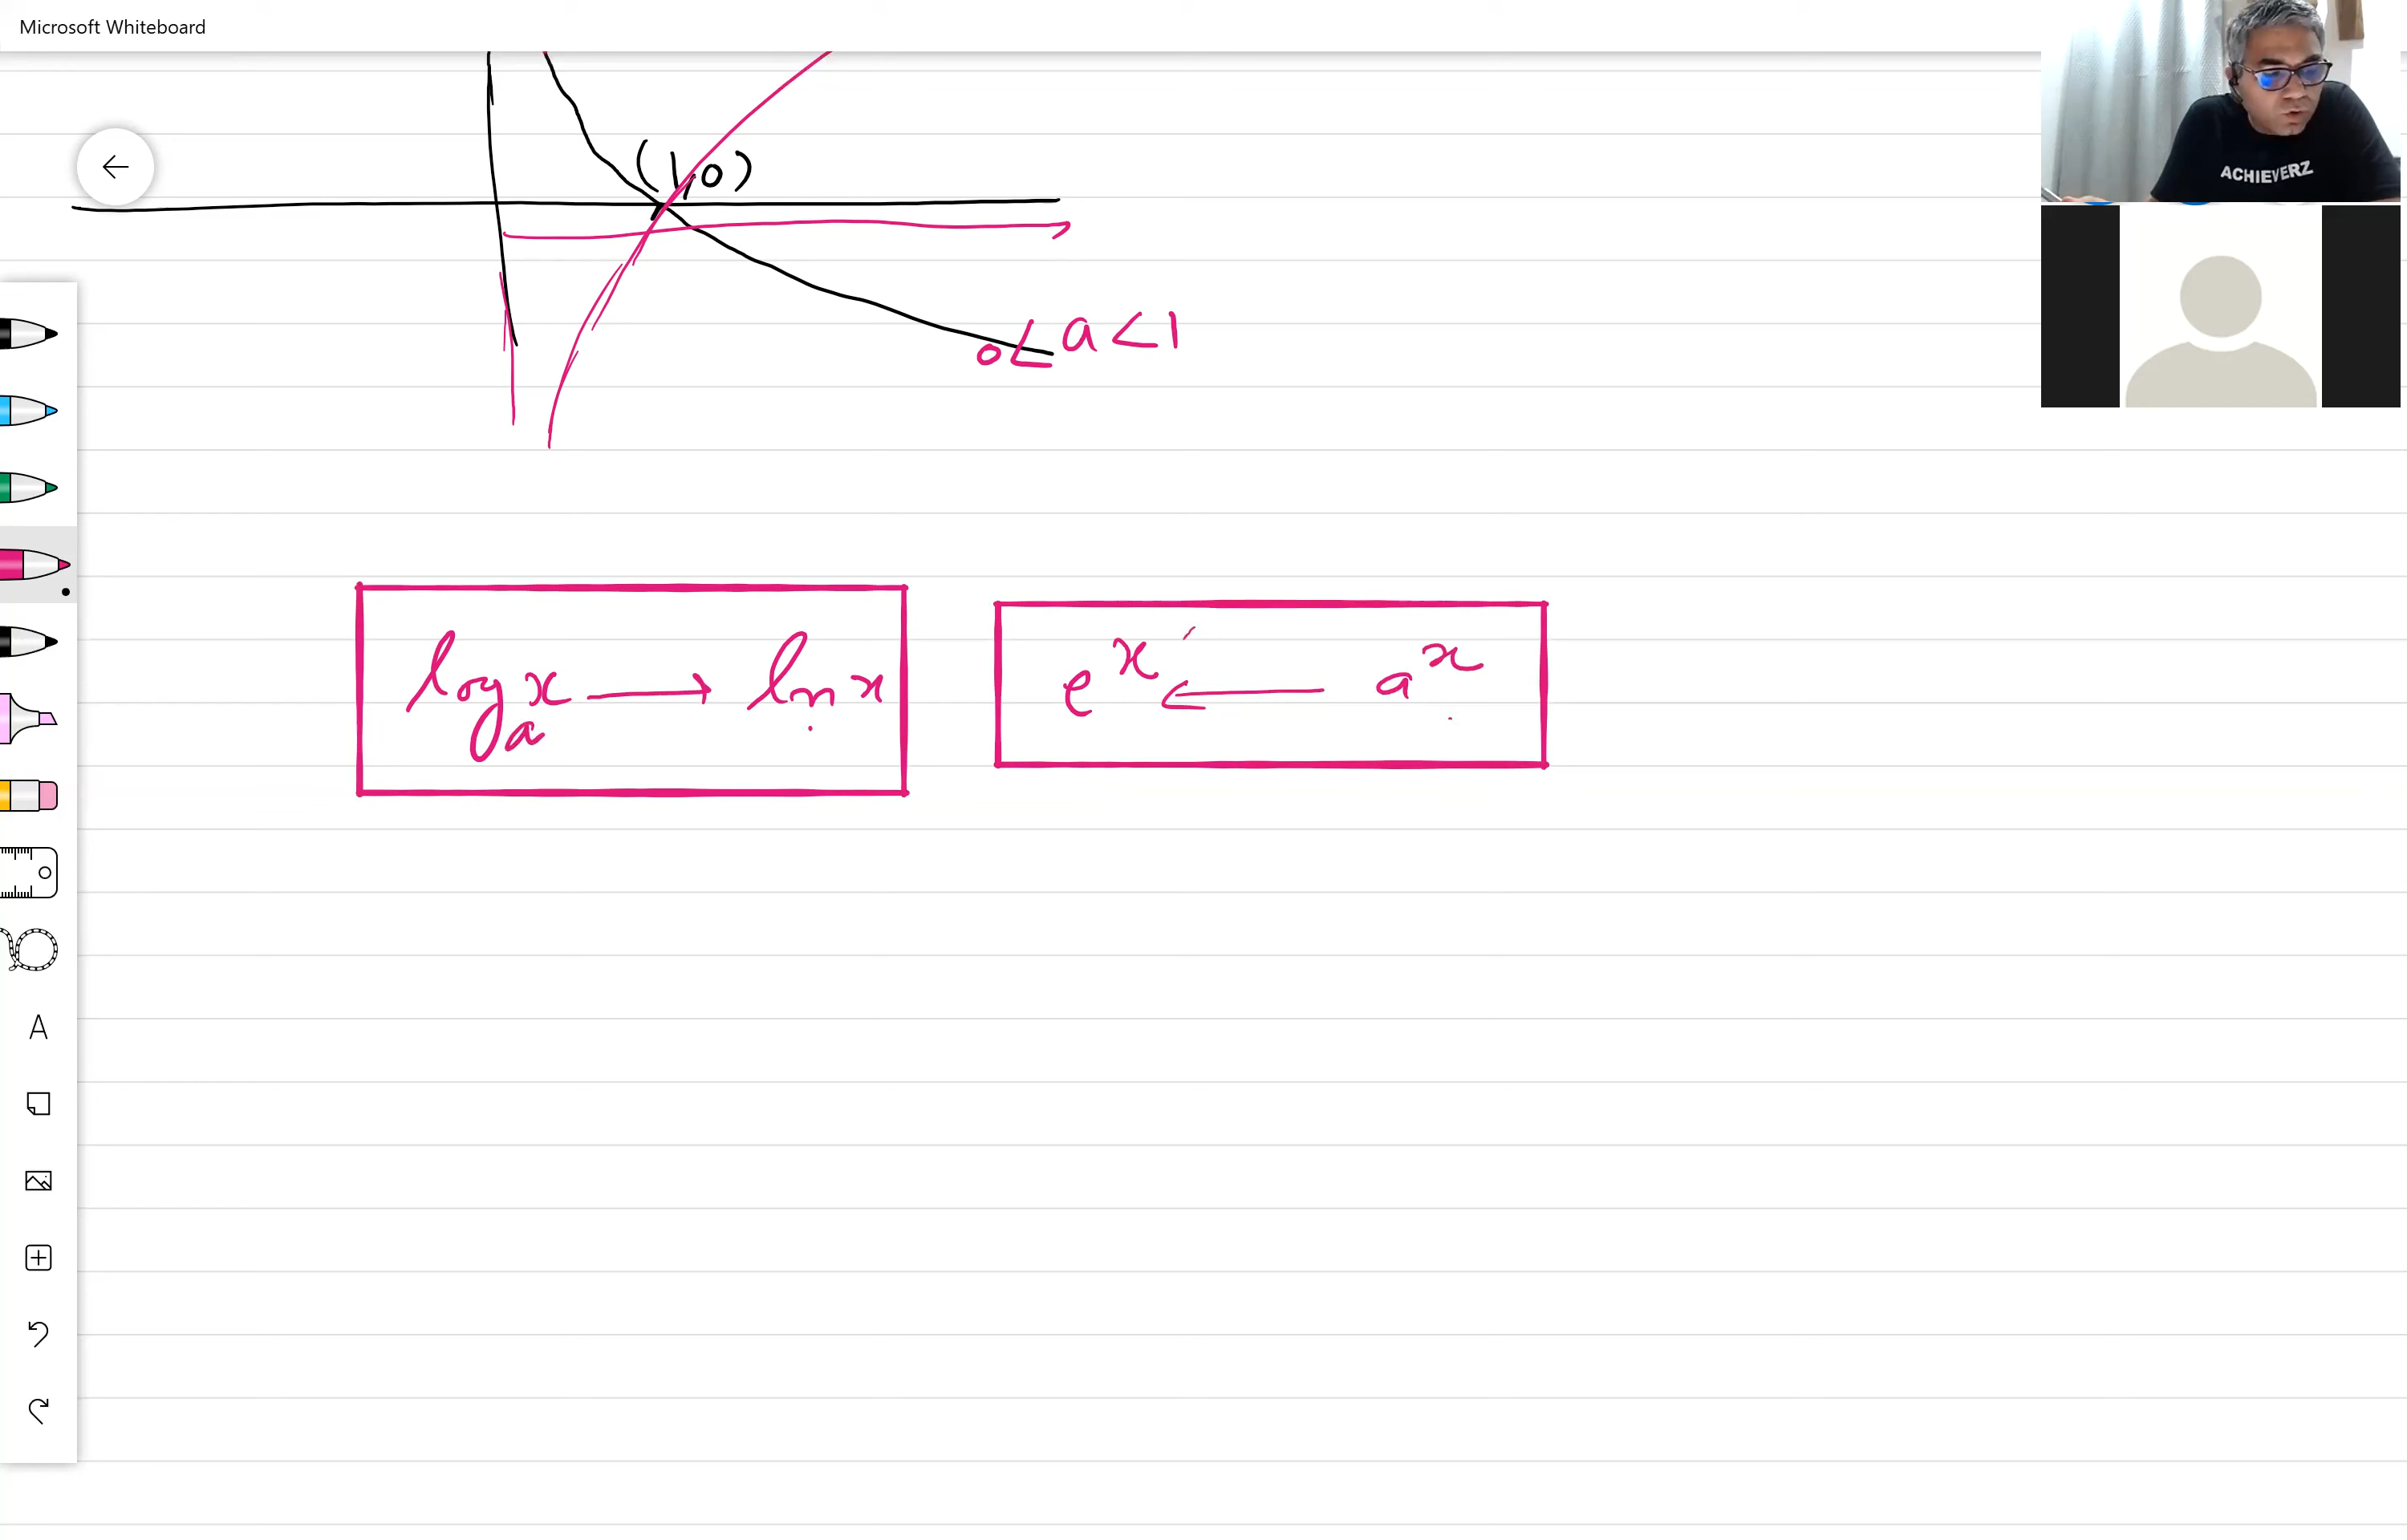 Microsoft Whiteboard
(1,0)
ACHIEVERZ
0<a<1
logₐx → ln x
eˣ ← aˣ
A